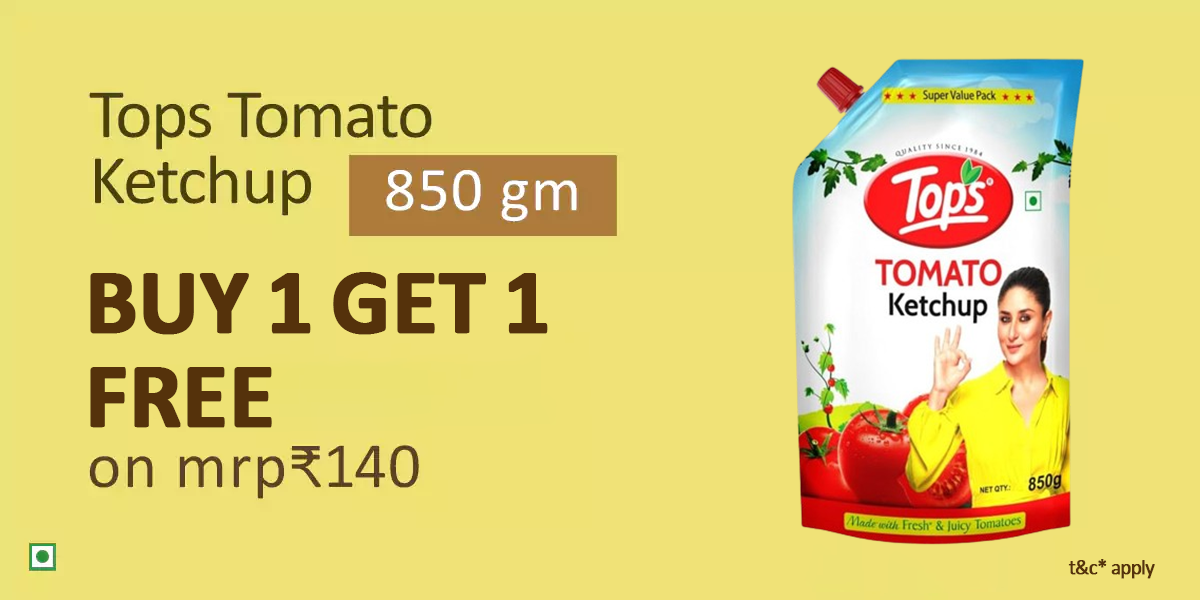 Tops Tomato
Ketchup
850 gm
BUY 1 GET 1
FREE
on mrp₹140
★ ★ ★ Super Value Pack ★ ★ ★
QUALITY SINCE 1984
Tops®
TOMATO
Ketchup
NET QTY.: 850g
Made with Fresh* & Juicy Tomatoes
t&c* apply